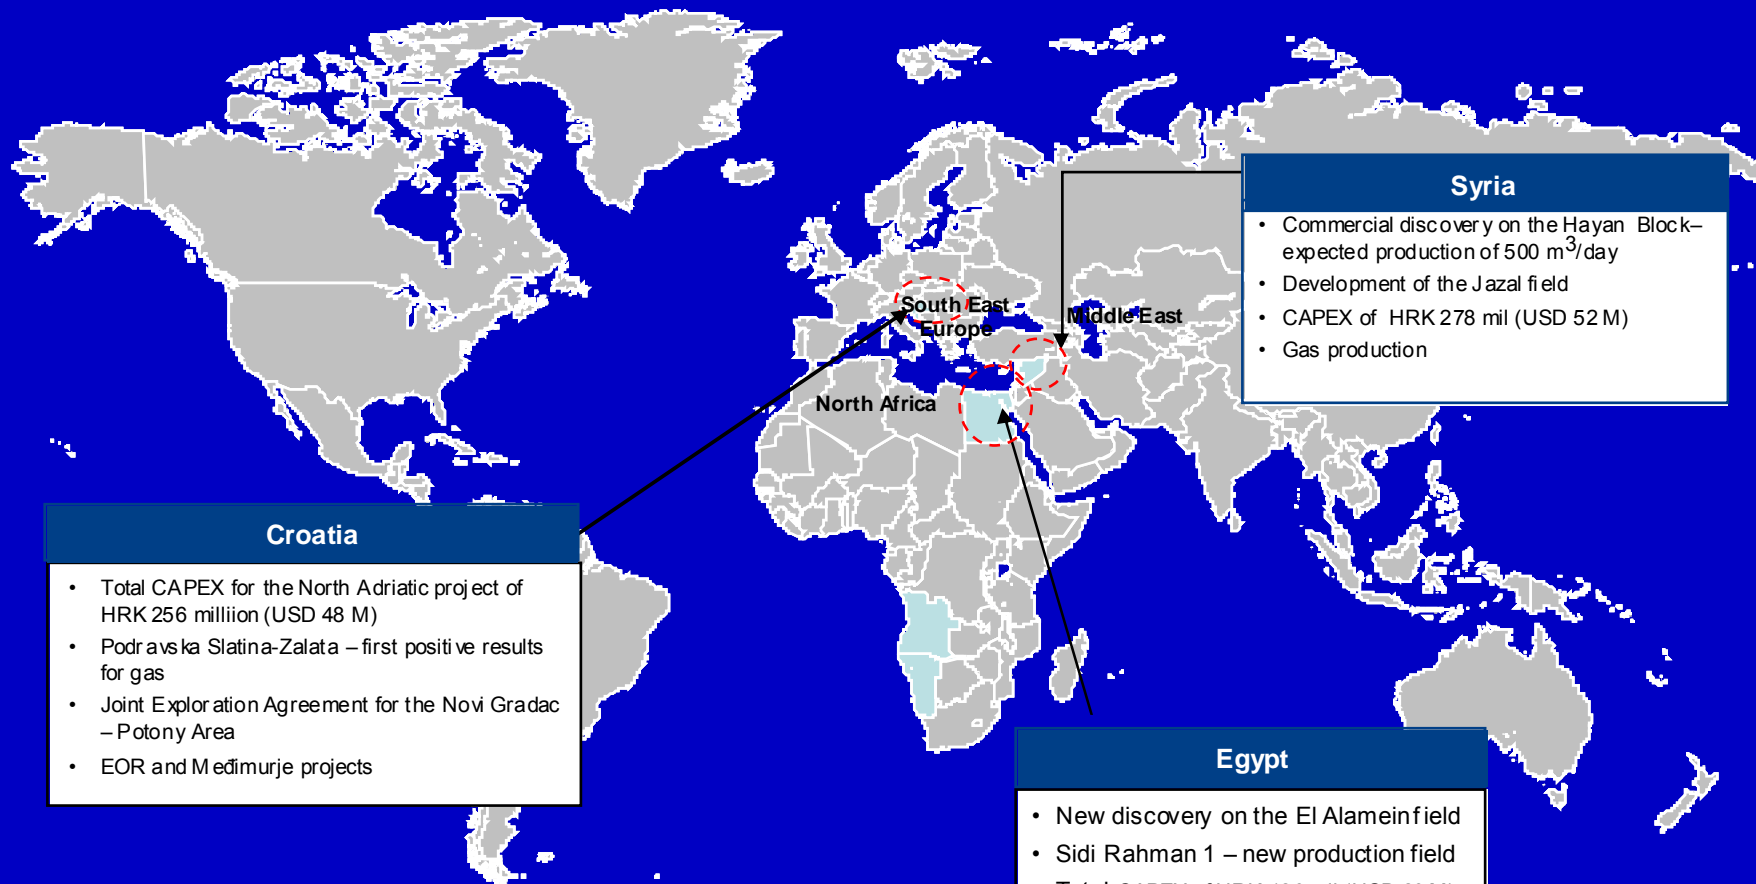 Syria
• Commercial discovery on the Hayan Block–
expected production of 500 m³/day
• Development of the Jazal field
• CAPEX of HRK 278 mil (USD 52 M)
• Gas production
South East
Europe
Middle East
North Africa
Croatia
• Total CAPEX for the North Adriatic project of
HRK 256 milliion (USD 48 M)
• Podravska Slatina-Zalata – first positive results
for gas
• Joint Exploration Agreement for the Novi Gradac
– Potony Area
• EOR and Međimurje projects
Egypt
• New discovery on the El Alamein field
• Sidi Rahman 1 – new production field